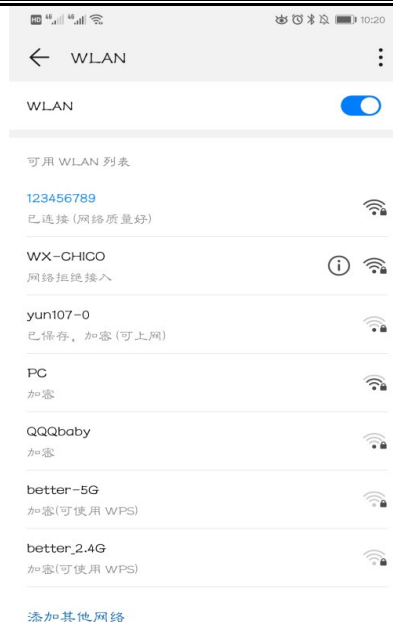 HD 46 46 10:20
WLAN
WLAN
可用 WLAN 列表
123456789
已连接(网络质量好)
WX-CHICO
网络拒绝接入
yun107-0
已保存，加密(可上网)
PC
加密
QQQbaby
加密
better-5G
加密(可使用 WPS)
better_2.4G
加密(可使用 WPS)
添加其他网络